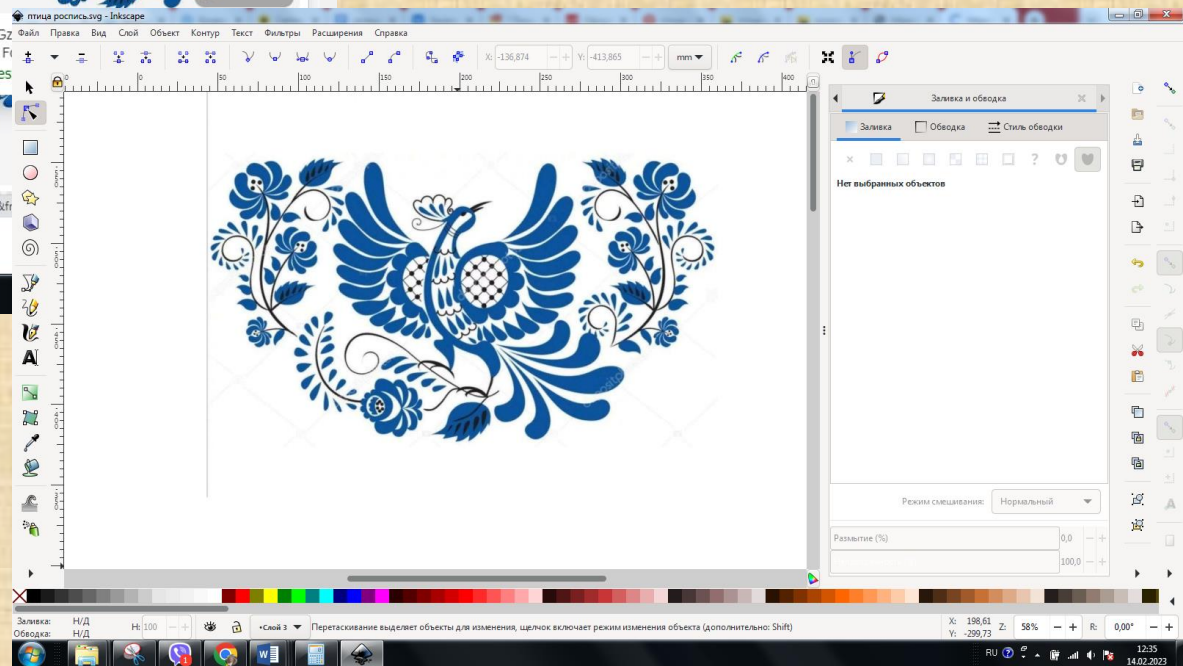 птица роспись.svg - Inkscape
Файл Правка Вид Слой Объект Контур Текст Фильтры Расширения Справка
X: -136,874 Y: -413,865 mm
Заливка и обводка
Заливка Обводка Стиль обводки
Нет выбранных объектов
Режим смешивания: Нормальный
Размытие (%) 0,0
100,0
Заливка: Н/Д
Обводка: Н/Д
Н: 100
•Слой 3
Перетаскивание выделяет объекты для изменения, щелчок включает режим изменения объекта (дополнительно: Shift)
X: 198,61
Y: -299,73
Z: 58%
R: 0,00°
RU
12:35
14.02.2023